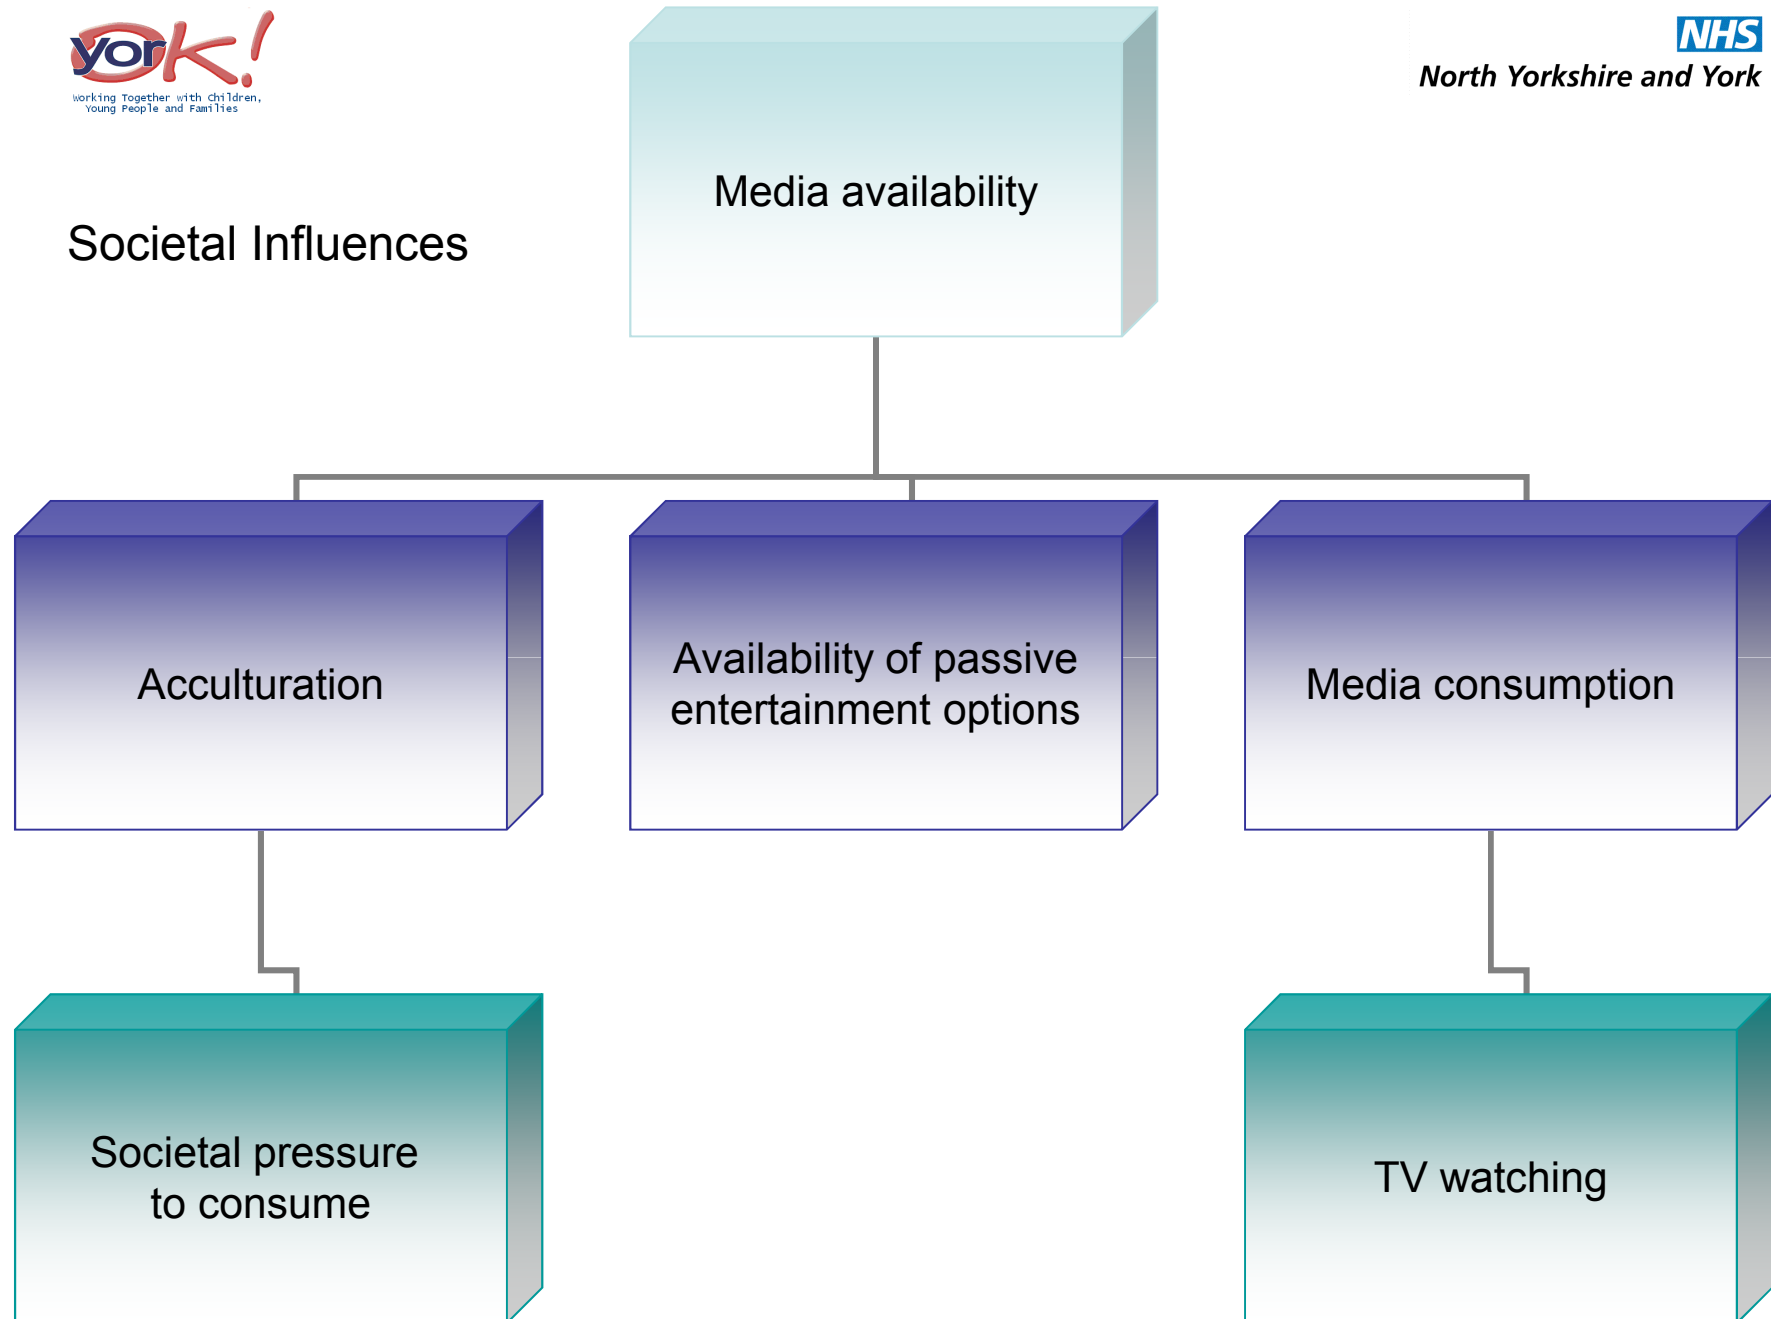 yorK!
Working Together with Children,
Young People and Families
NHS
North Yorkshire and York
Societal Influences
Media availability
Acculturation
Availability of passive
entertainment options
Media consumption
Societal pressure
to consume
TV watching